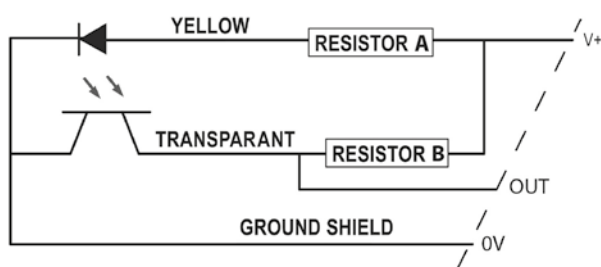 YELLOW
RESISTOR A
V+
TRANSPARANT
RESISTOR B
OUT
GROUND SHIELD
0V